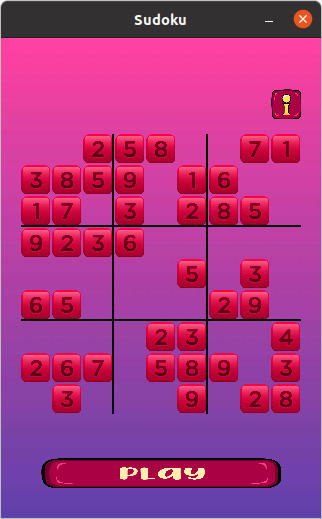 Sudoku
i
2 5 8 7 1
3 8 5 9 1 6
1 7 3 2 8 5
9 2 3 6
5 3
6 5 2 9
2 3 4
2 6 7 5 8 9 3
3 9 2 8
PLAY